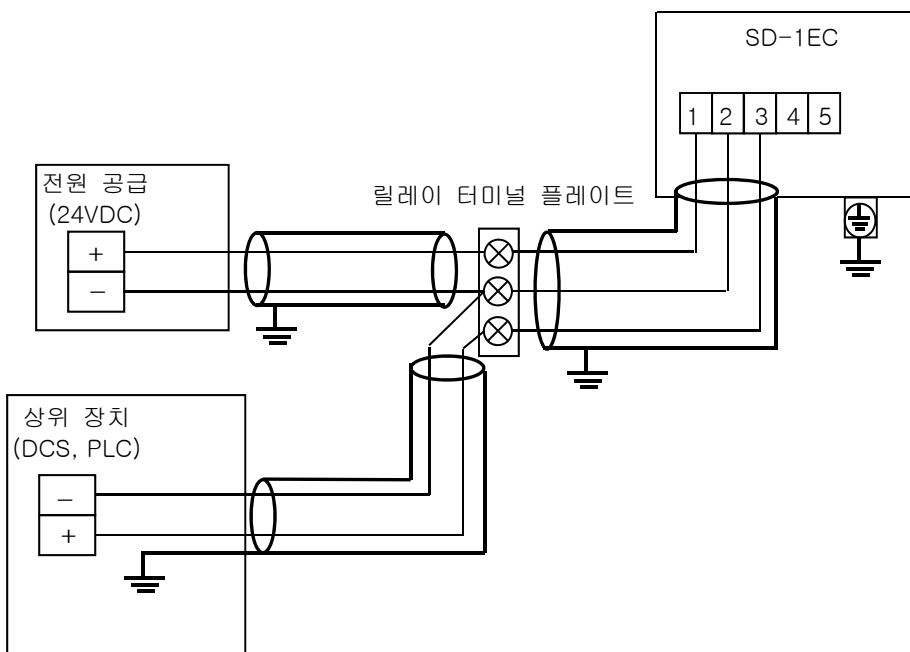 SD-1EC
1 2 3 4 5
전원 공급
(24VDC)
+
−
릴레이 터미널 플레이트
상위 장치
(DCS, PLC)
−
+